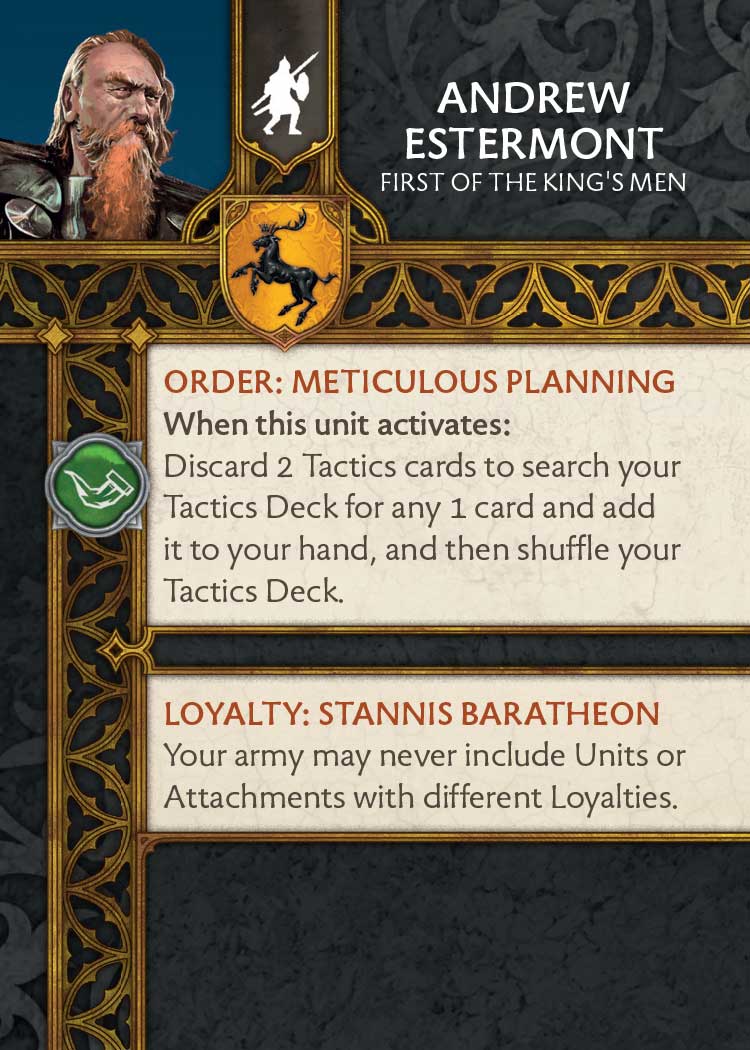 ANDREW
ESTERMONT
FIRST OF THE KING'S MEN
ORDER: METICULOUS PLANNING
When this unit activates:
Discard 2 Tactics cards to search your
Tactics Deck for any 1 card and add
it to your hand, and then shuffle your
Tactics Deck.
LOYALTY: STANNIS BARATHEON
Your army may never include Units or
Attachments with different Loyalties.